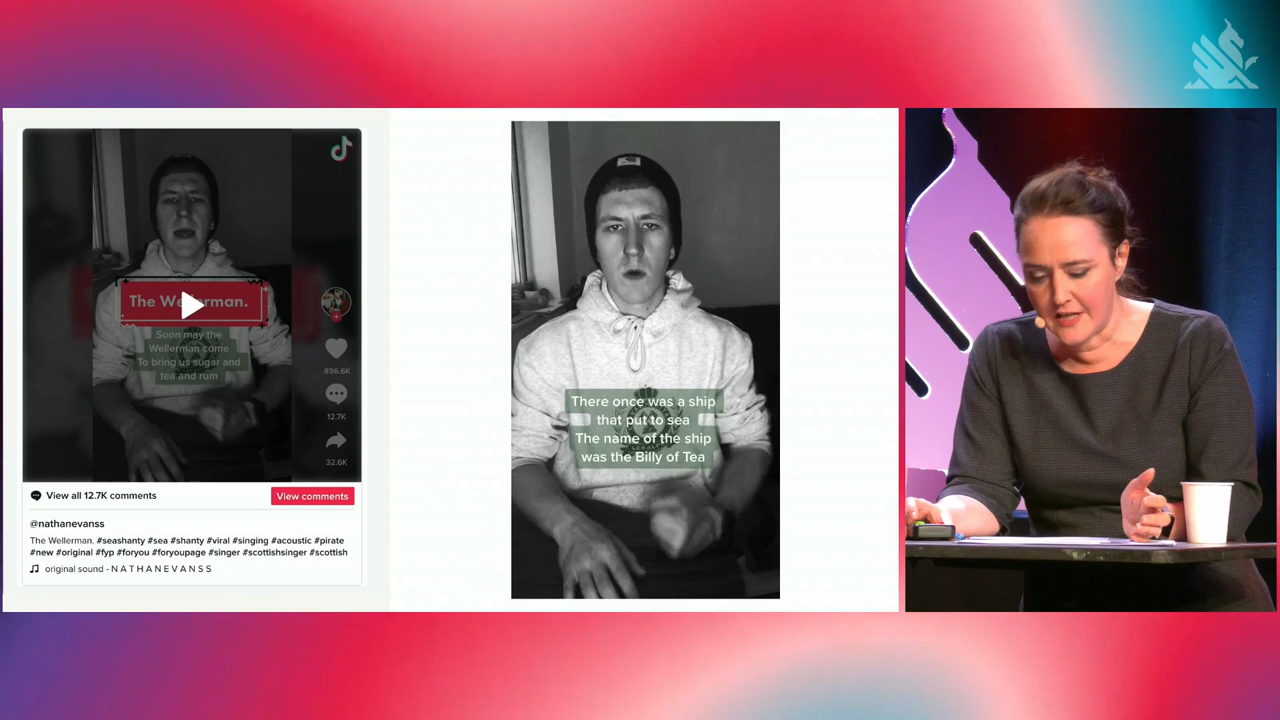 The Wellerman.
Soon may the
Wellerman come
To bring us sugar and
tea and rum
896.6K
12.7K
32.6K
View all 12.7K comments
View comments
@nathanevanss
The Wellerman. #seashanty #sea #shanty #viral #singing #acoustic #pirate
#new #original #fyp #foryou #foryoupage #singer #scottishsinger #scottish
original sound - N A T H A N E V A N S S
There once was a ship
that put to sea
The name of the ship
was the Billy of Tea